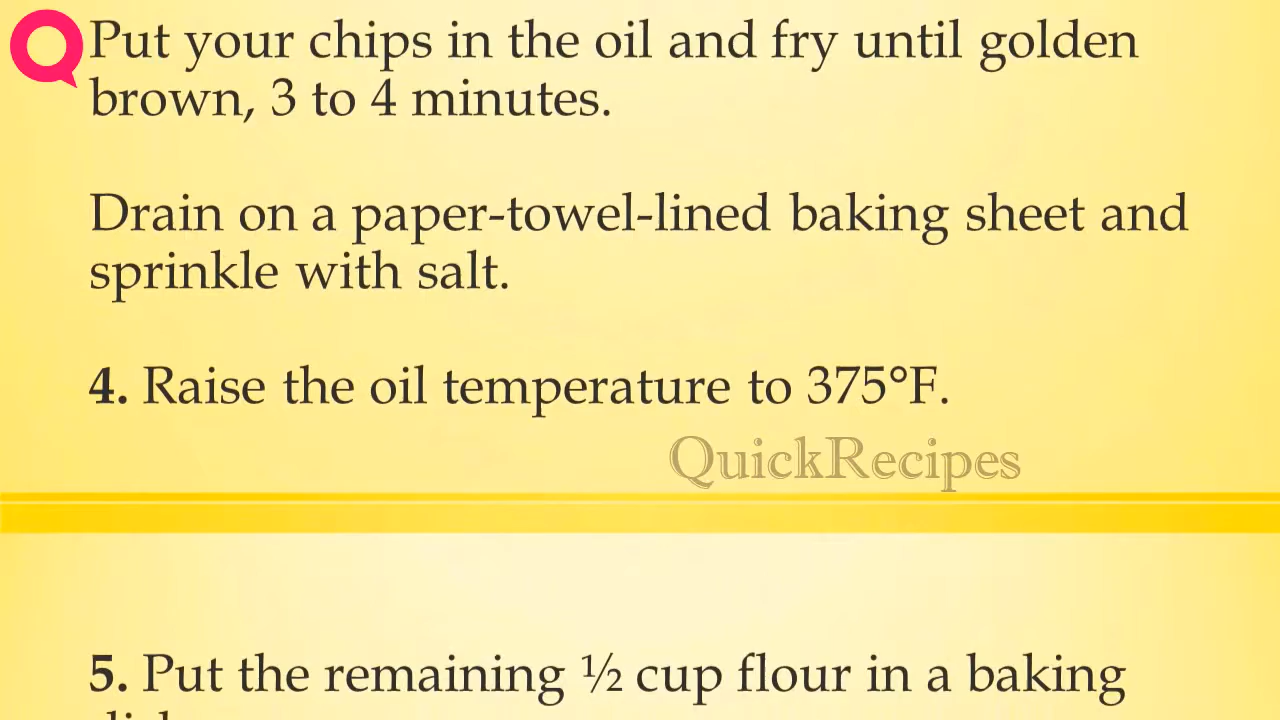 Put your chips in the oil and fry until golden
brown, 3 to 4 minutes.
Drain on a paper-towel-lined baking sheet and
sprinkle with salt.
4. Raise the oil temperature to 375°F.
QuickRecipes
5. Put the remaining ½ cup flour in a baking